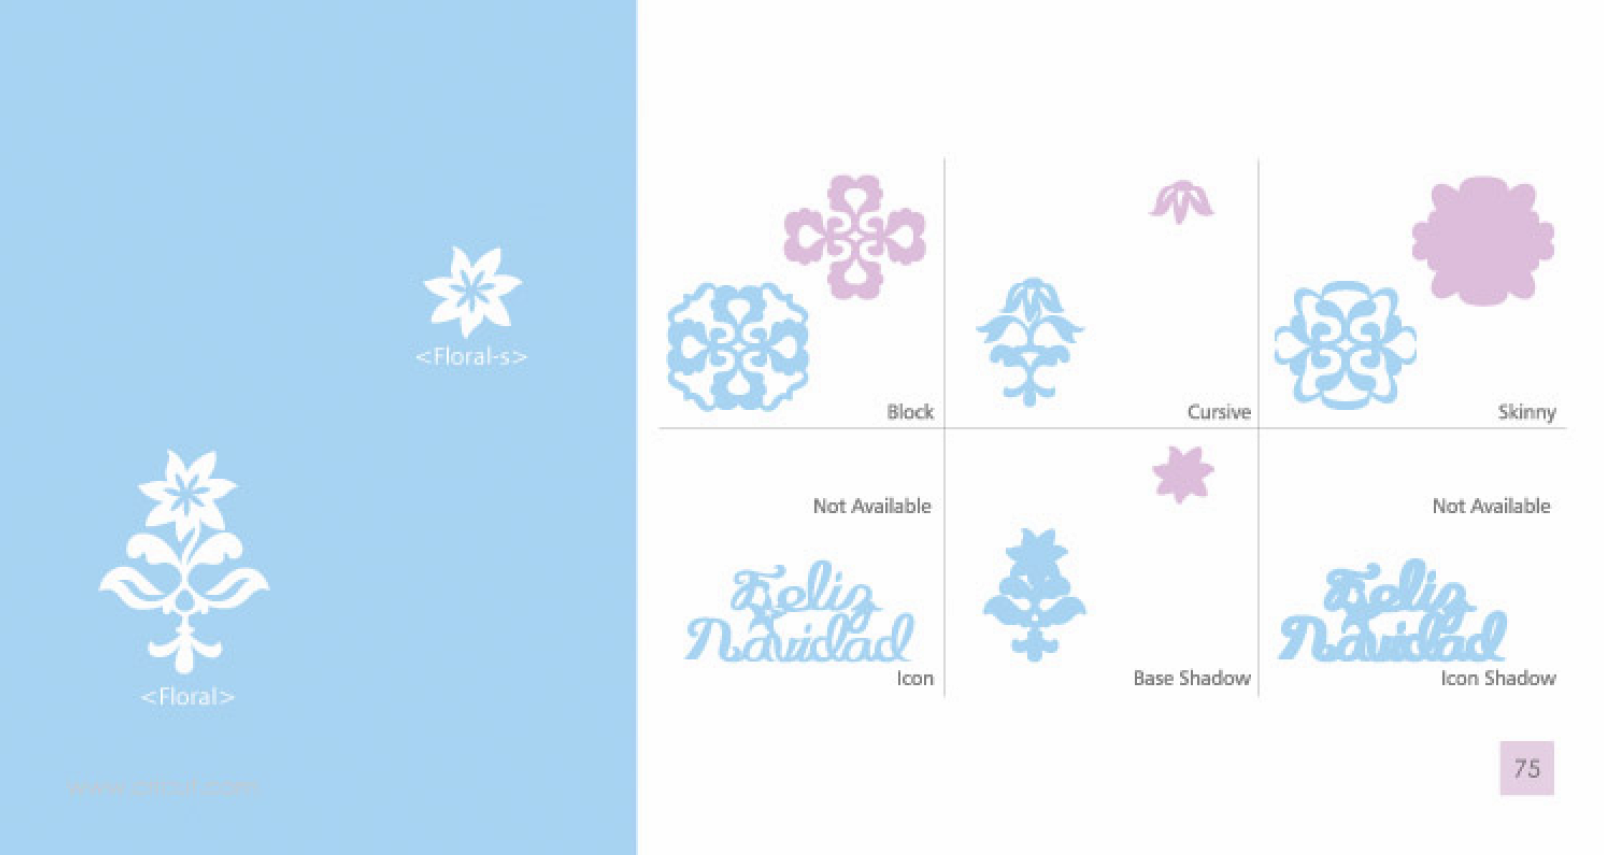 <Floral-s>
<Floral>
Block
Cursive
Skinny
Not Available
Not Available
Feliz
Navidad
Icon
Base Shadow
Feliz
Navidad
Icon Shadow
75